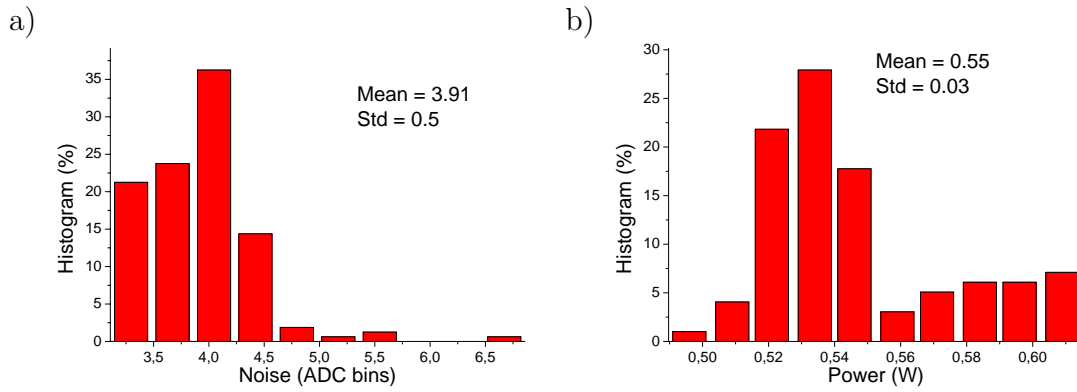 a)
Histogram (%)
35
30
25
20
15
10
5
0
Mean = 3.91
Std = 0.5
3,5 4,0 4,5 5,0 5,5 6,0 6,5
Noise (ADC bins)
b)
Histogram (%)
30
25
20
15
10
5
0
Mean = 0.55
Std = 0.03
0,50 0,52 0,54 0,56 0,58 0,60
Power (W)